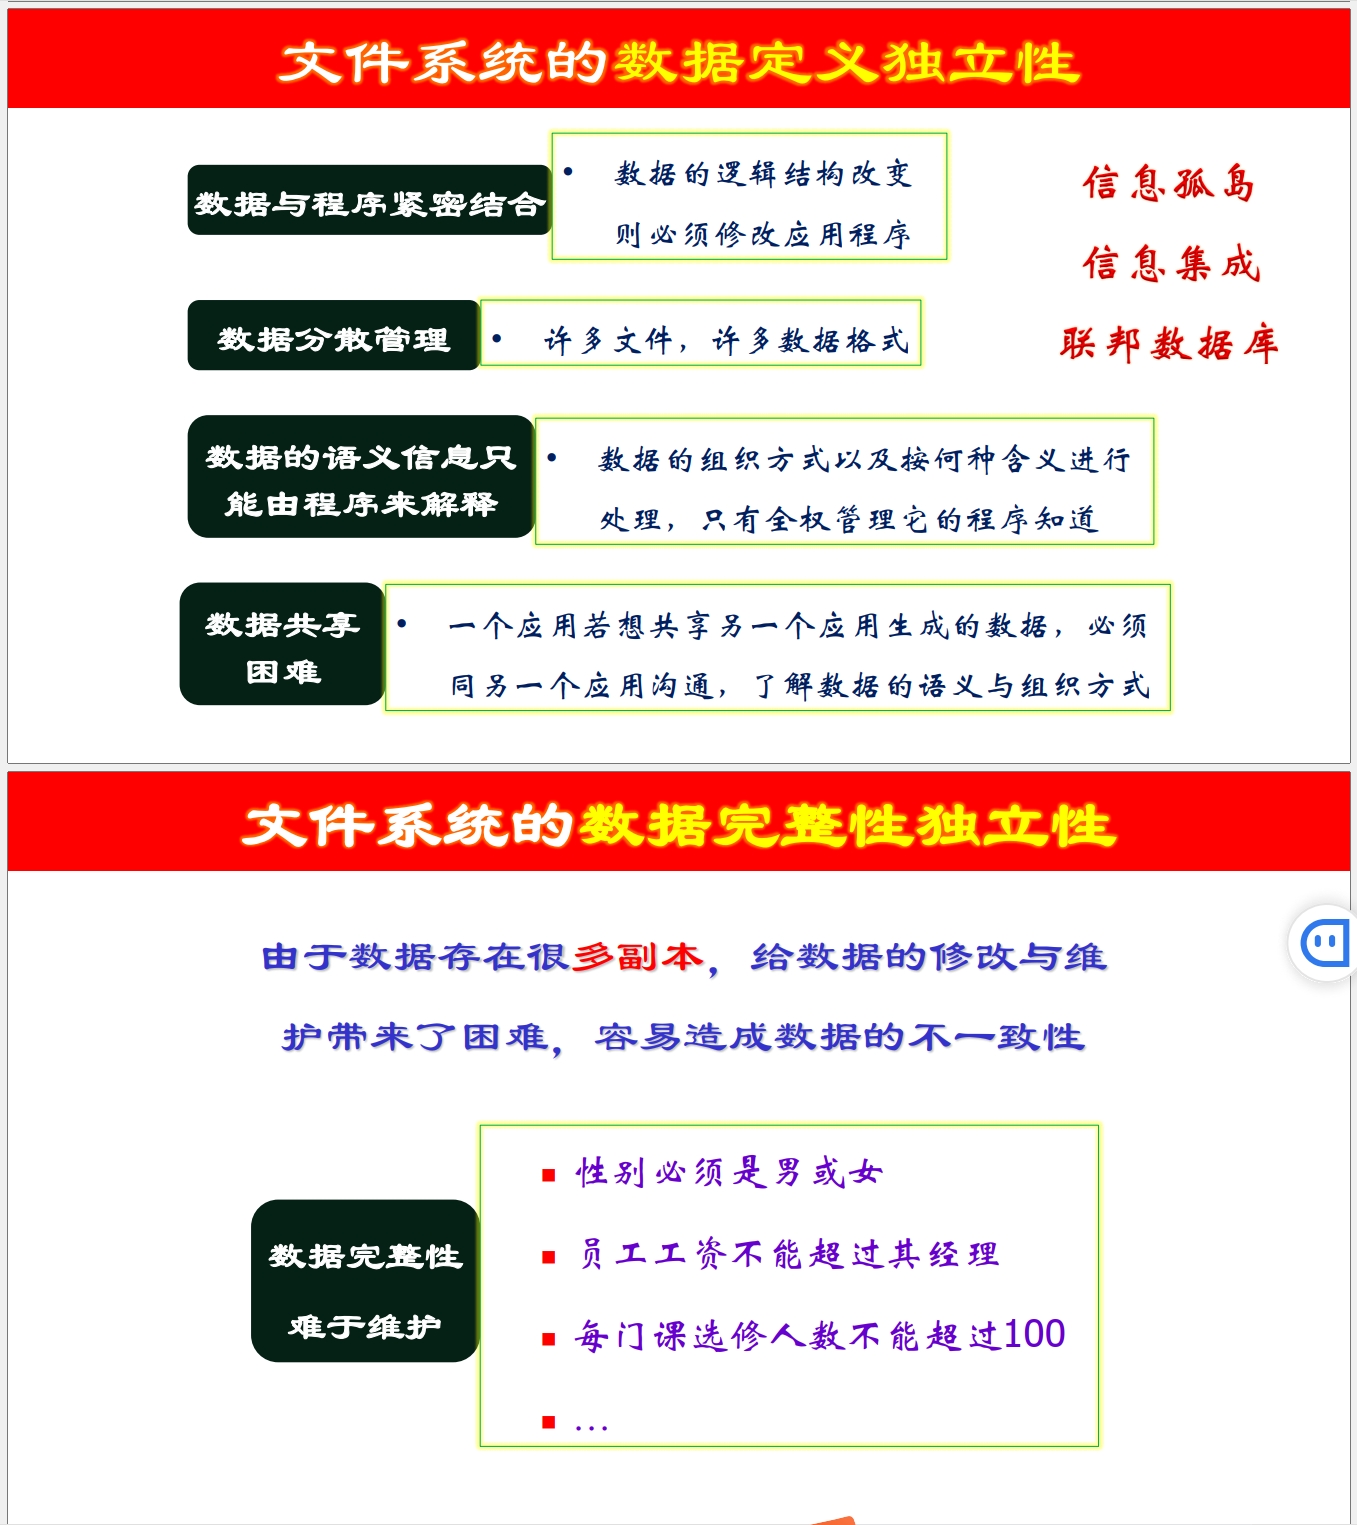 文件系统的数据定义独立性
数据与程序紧密结合
• 数据的逻辑结构改变
则必须修改应用程序
信息孤岛
信息集成
联邦数据库
数据分散管理
• 许多文件，许多数据格式
数据的语义信息只
能由程序来解释
• 数据的组织方式以及按何种含义进行
处理，只有全权管理它的程序知道
数据共享
困难
• 一个应用若想共享另一个应用生成的数据，必须
同另一个应用沟通，了解数据的语义与组织方式
文件系统的数据完整性独立性
由于数据存在很多副本，给数据的修改与维
护带来了困难，容易造成数据的不一致性
数据完整性
难于维护
■ 性别必须是男或女
■ 员工工资不能超过其经理
■ 每门课选修人数不能超过100
■ …